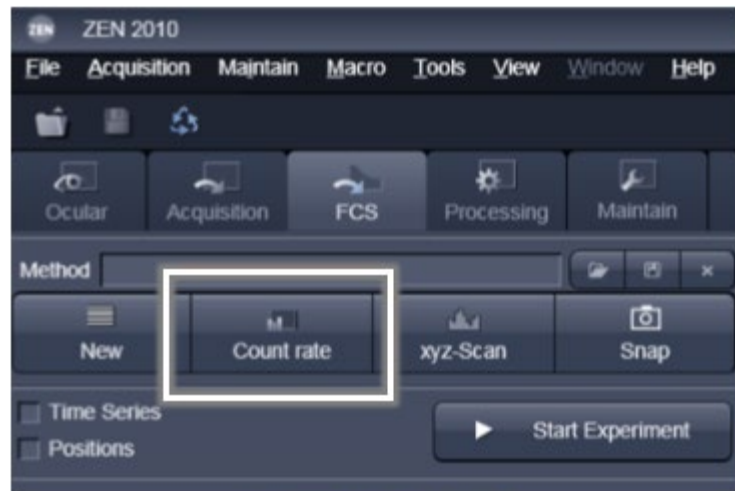 ZEN ZEN 2010
File Acquisition Maintain Macro Tools View Window Help
Ocular Acquisition FCS Processing Maintain
Method
New Count rate xyz-Scan Snap
Time Series
Start Experiment
Positions